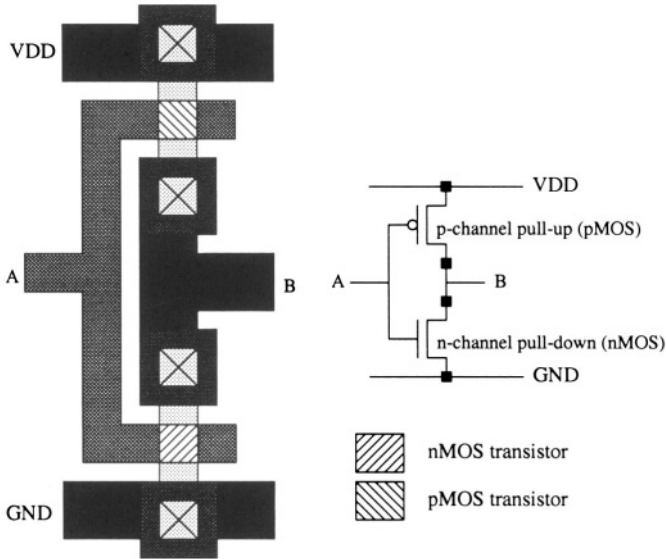 VDD
A
B
GND
VDD
p-channel pull-up (pMOS)
A
B
n-channel pull-down (nMOS)
GND
nMOS transistor
pMOS transistor